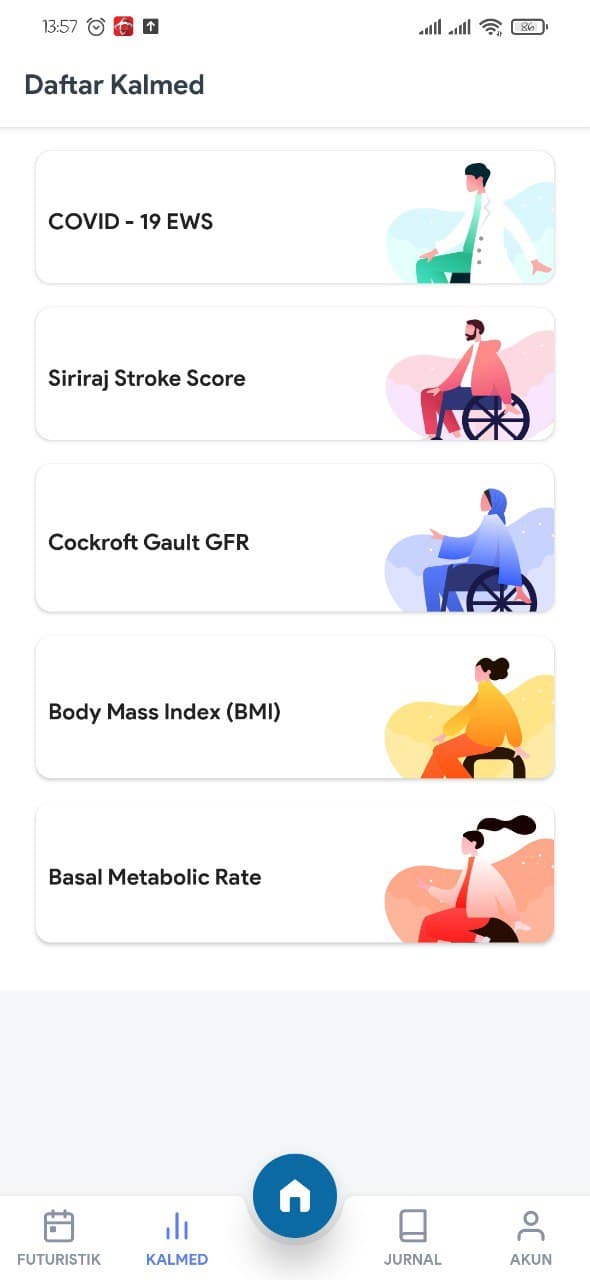 13:57
86
Daftar Kalmed
COVID - 19 EWS
Siriraj Stroke Score
Cockroft Gault GFR
Body Mass Index (BMI)
Basal Metabolic Rate
FUTURISTIK
KALMED
JURNAL
AKUN